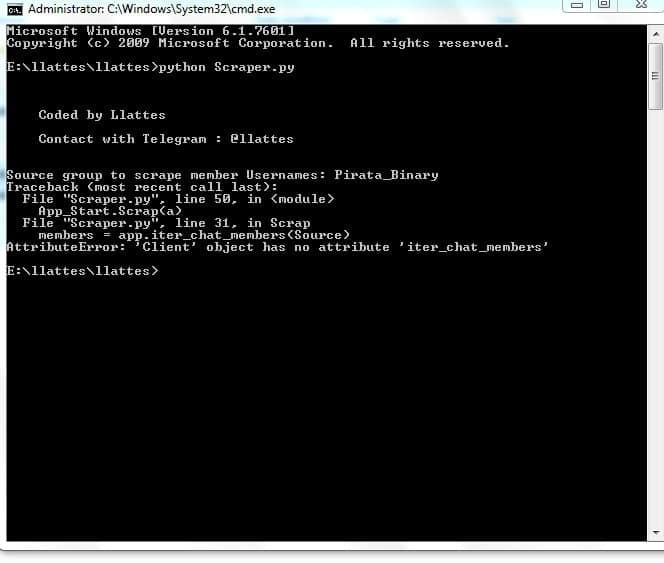 Administrator: C:\Windows\System32\cmd.exe
Microsoft Windows [Version 6.1.7601]
Copyright (c) 2009 Microsoft Corporation.  All rights reserved.
E:\llattes\llattes>python Scraper.py
Coded by Llattes
Contact with Telegram : @llattes
Source group to scrape member Usernames: Pirata_Binary
Traceback (most recent call last):
  File "Scraper.py", line 50, in <module>
    App_Start.Scrap(a)
  File "Scraper.py", line 31, in Scrap
    members = app.iter_chat_members(Source)
AttributeError: 'Client' object has no attribute 'iter_chat_members'
E:\llattes\llattes>